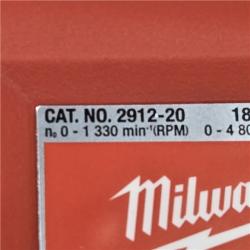 CAT. NO. 2912-20 18
n₀ 0 - 1 330 min⁻¹(RPM) 0 - 4 80
Milwa